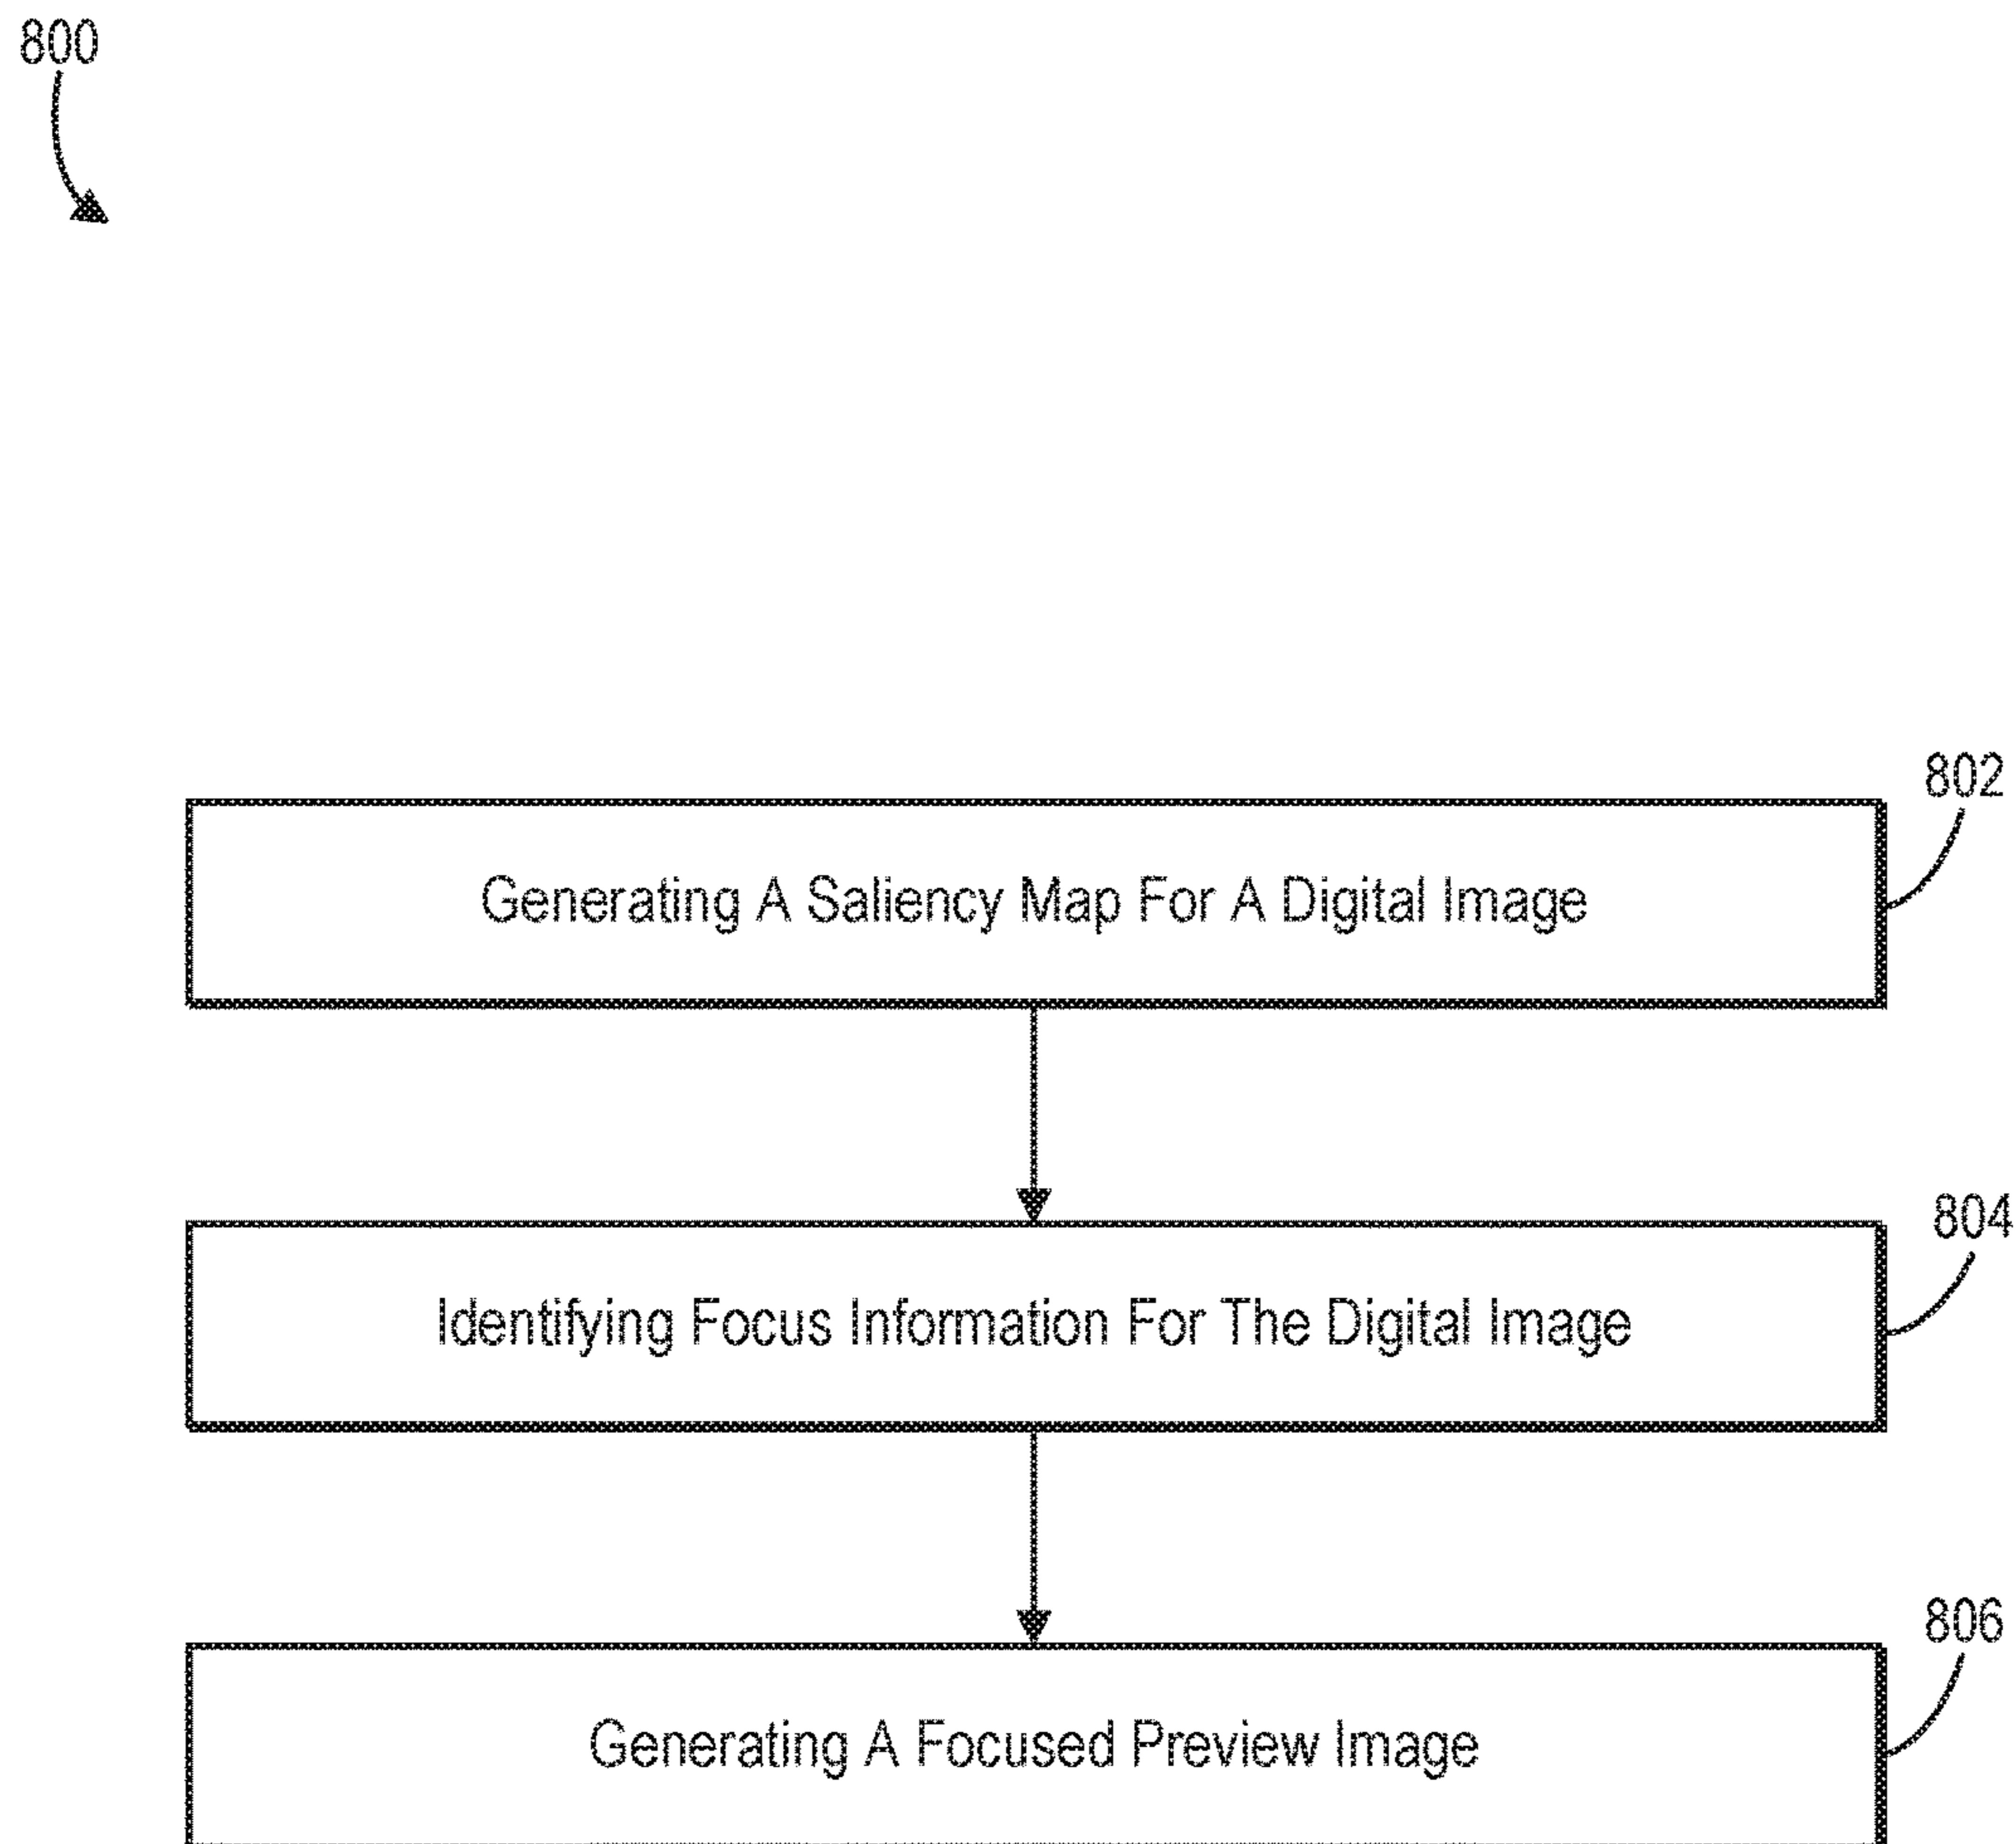 800
802
Generating A Saliency Map For A Digital Image
804
Identifying Focus Information For The Digital Image
806
Generating A Focused Preview Image